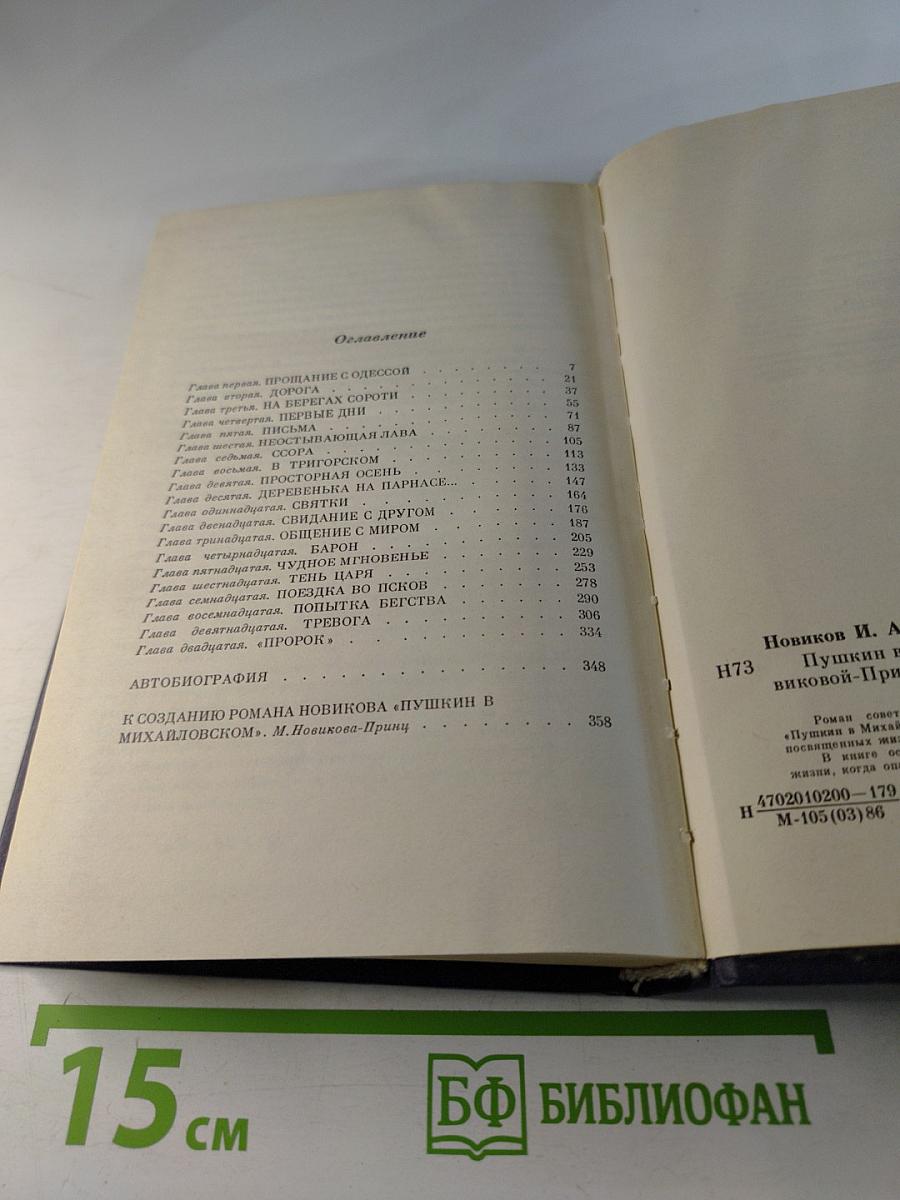 Оглавление
Глава первая. ПРОЩАНИЕ С ОДЕССОЙ . . . . . . . . 7
Глава вторая. ДОРОГА . . . . . . . . . . . . . 21
Глава третья. НА БЕРЕГАХ СОРОТИ . . . . . . . . 37
Глава четвертая. ПЕРВЫЕ ДНИ . . . . . . . . . . 55
Глава пятая. ПИСЬМА . . . . . . . . . . . . . 71
Глава шестая. НЕОСТЫВАЮЩАЯ ЛАВА . . . . . . . . 87
Глава седьмая. ССОРА . . . . . . . . . . . . . 105
Глава восьмая. В ТРИГОРСКОМ . . . . . . . . . . 113
Глава девятая. ПРОСТОРНАЯ ОСЕНЬ . . . . . . . . 133
Глава десятая. ДЕРЕВЕНЬКА НА ПАРНАСЕ... . . . . . . 147
Глава одиннадцатая. СВЯТКИ . . . . . . . . . . . 164
Глава двенадцатая. СВИДАНИЕ С ДРУГОМ . . . . . . . 176
Глава тринадцатая. ОБЩЕНИЕ С МИРОМ . . . . . . . 187
Глава четырнадцатая. БАРОН . . . . . . . . . . . 205
Глава пятнадцатая. ЧУДНОЕ МГНОВЕНЬЕ . . . . . . . 229
Глава шестнадцатая. ТЕНЬ ЦАРЯ . . . . . . . . . 253
Глава семнадцатая. ПОЕЗДКА ВО ПСКОВ . . . . . . . 278
Глава восемнадцатая. ПОПЫТКА БЕГСТВА . . . . . . 290
Глава девятнадцатая. ТРЕВОГА . . . . . . . . . . 306
Глава двадцатая. «ПРОРОК» . . . . . . . . . . . 334
АВТОБИОГРАФИЯ . . . . . . . . . . . . . . . 348
К СОЗДАНИЮ РОМАНА НОВИКОВА «ПУШКИН В
МИХАЙЛОВСКОМ». М. Новикова-Принц . . . . . . . . 358
Новиков И. А
Н73 Пушкин в
виковой-При
Роман совет
«Пушкин в Михай
посвященных жиз
В книге ос
жизни, когда опа
Н 4702010200—179
М-105(03)86
15 см
БФ БИБЛИОФАН